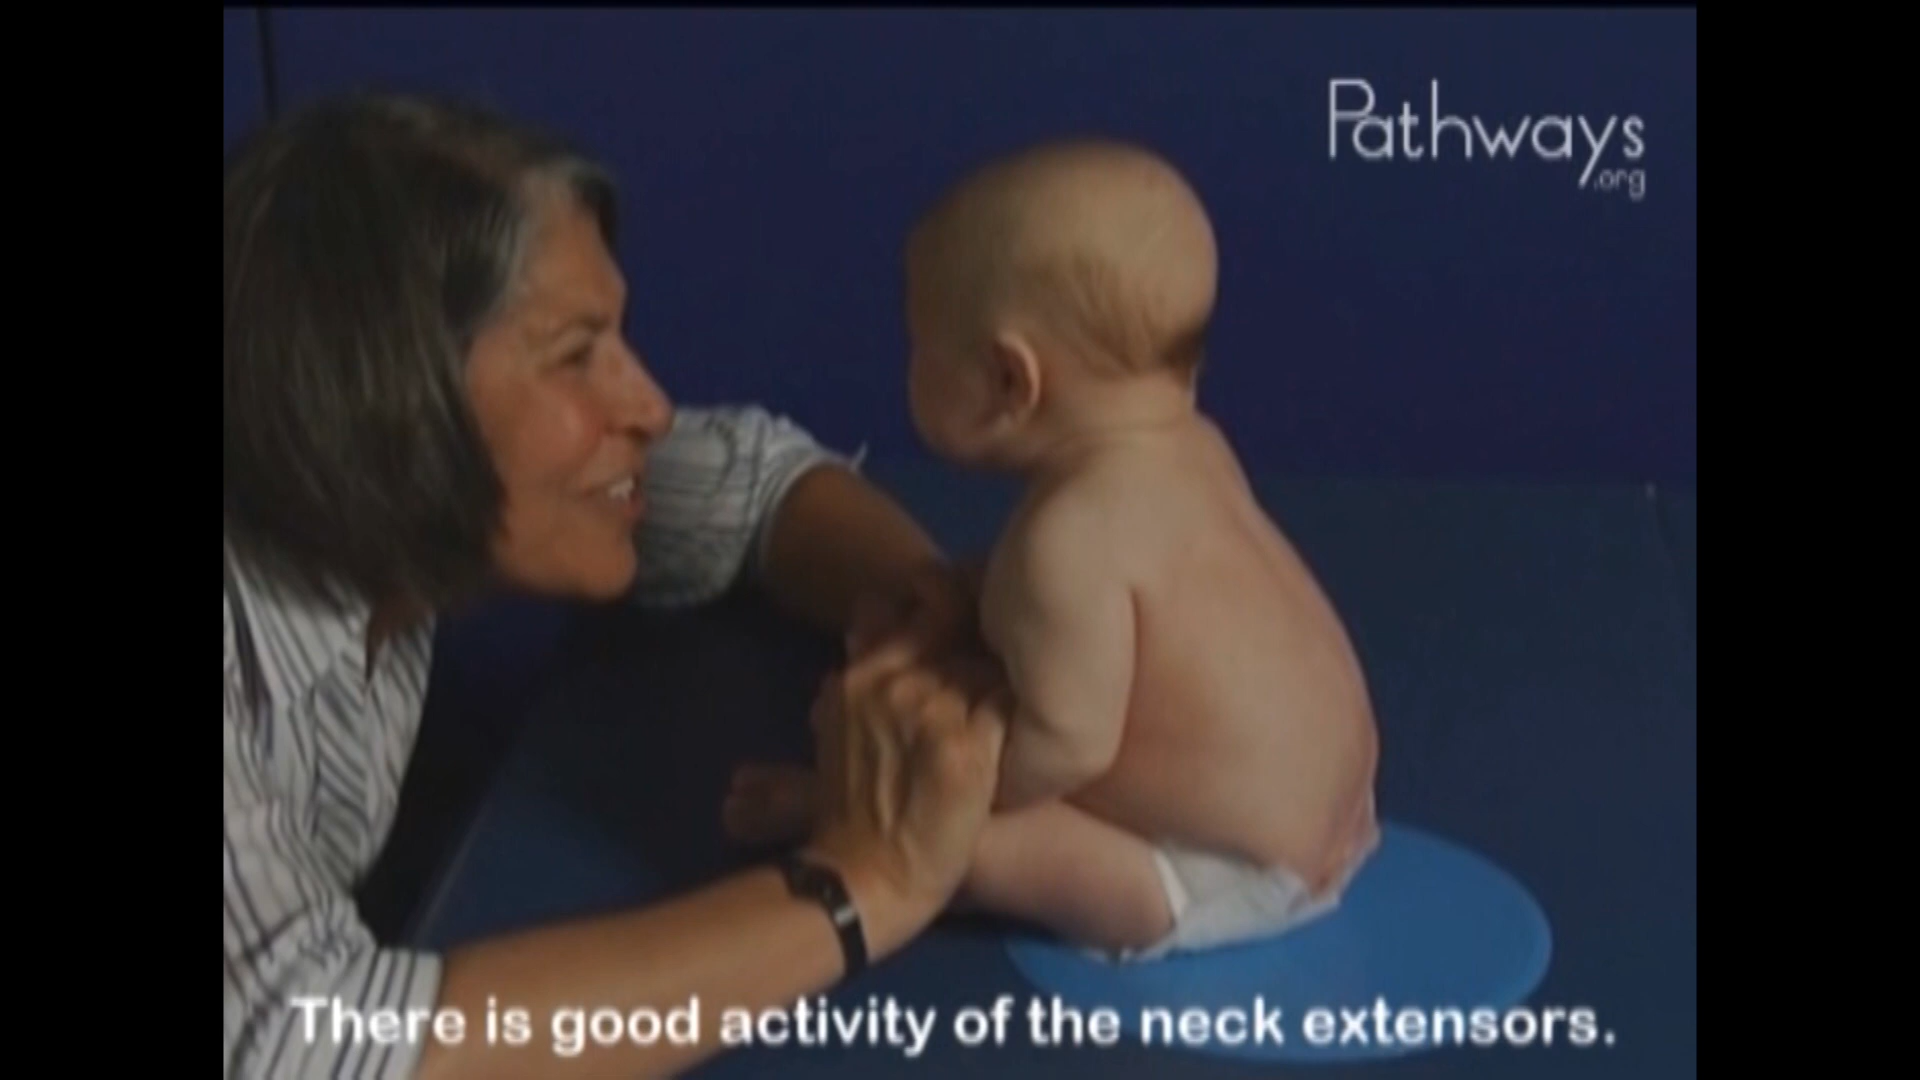 Pathways
.org
There is good activity of the neck extensors.